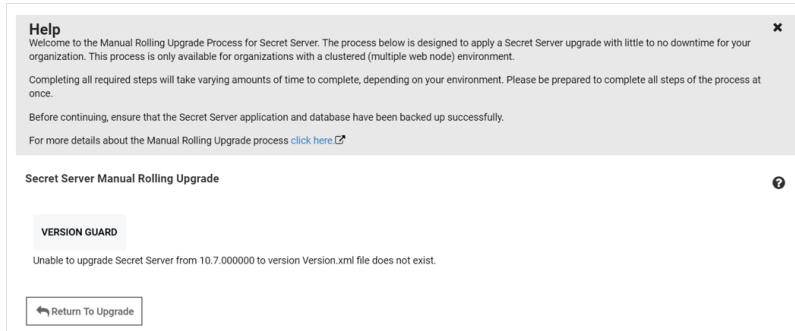 Help
Welcome to the Manual Rolling Upgrade Process for Secret Server. The process below is designed to apply a Secret Server upgrade with little to no downtime for your
organization. This process is only available for organizations with a clustered (multiple web node) environment.
Completing all required steps will take varying amounts of time to complete, depending on your environment. Please be prepared to complete all steps of the process at
once.
Before continuing, ensure that the Secret Server application and database have been backed up successfully.
For more details about the Manual Rolling Upgrade process click here.
Secret Server Manual Rolling Upgrade
VERSION GUARD
Unable to upgrade Secret Server from 10.7.000000 to version Version.xml file does not exist.
Return To Upgrade